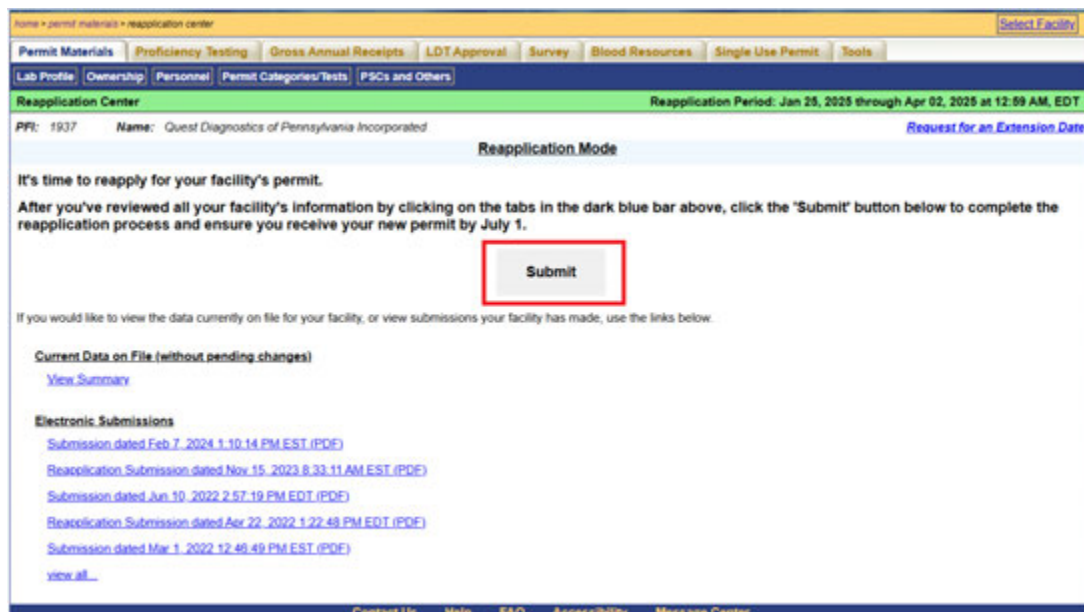 home > permit materials > reapplication center
Select Facility
Permit Materials Proficiency Testing Gross Annual Receipts LDT Approval Survey Blood Resources Single Use Permit Tools
Lab Profile Ownership Personnel Permit Categories/Tests PSCs and Others
Reapplication Center Reapplication Period: Jan 25, 2025 through Apr 02, 2025 at 12:59 AM, EDT
PFI: 1937 Name: Quest Diagnostics of Pennsylvania Incorporated Request for an Extension Date
Reapplication Mode
It's time to reapply for your facility's permit.
After you've reviewed all your facility's information by clicking on the tabs in the dark blue bar above, click the 'Submit' button below to complete the
reapplication process and ensure you receive your new permit by July 1.
Submit
If you would like to view the data currently on file for your facility, or view submissions your facility has made, use the links below.
Current Data on File (without pending changes)
View Summary
Electronic Submissions
Submission dated Feb 7, 2024 1:10:14 PM EST (PDF)
Reapplication Submission dated Nov 15, 2023 8:33:11 AM EST (PDF)
Submission dated Jun 10, 2022 2:57:19 PM EDT (PDF)
Reapplication Submission dated Apr 22, 2022 1:22:48 PM EDT (PDF)
Submission dated Mar 1, 2022 12:46:49 PM EST (PDF)
view all...
Contact Us Help FAQ Accessibility Message Center